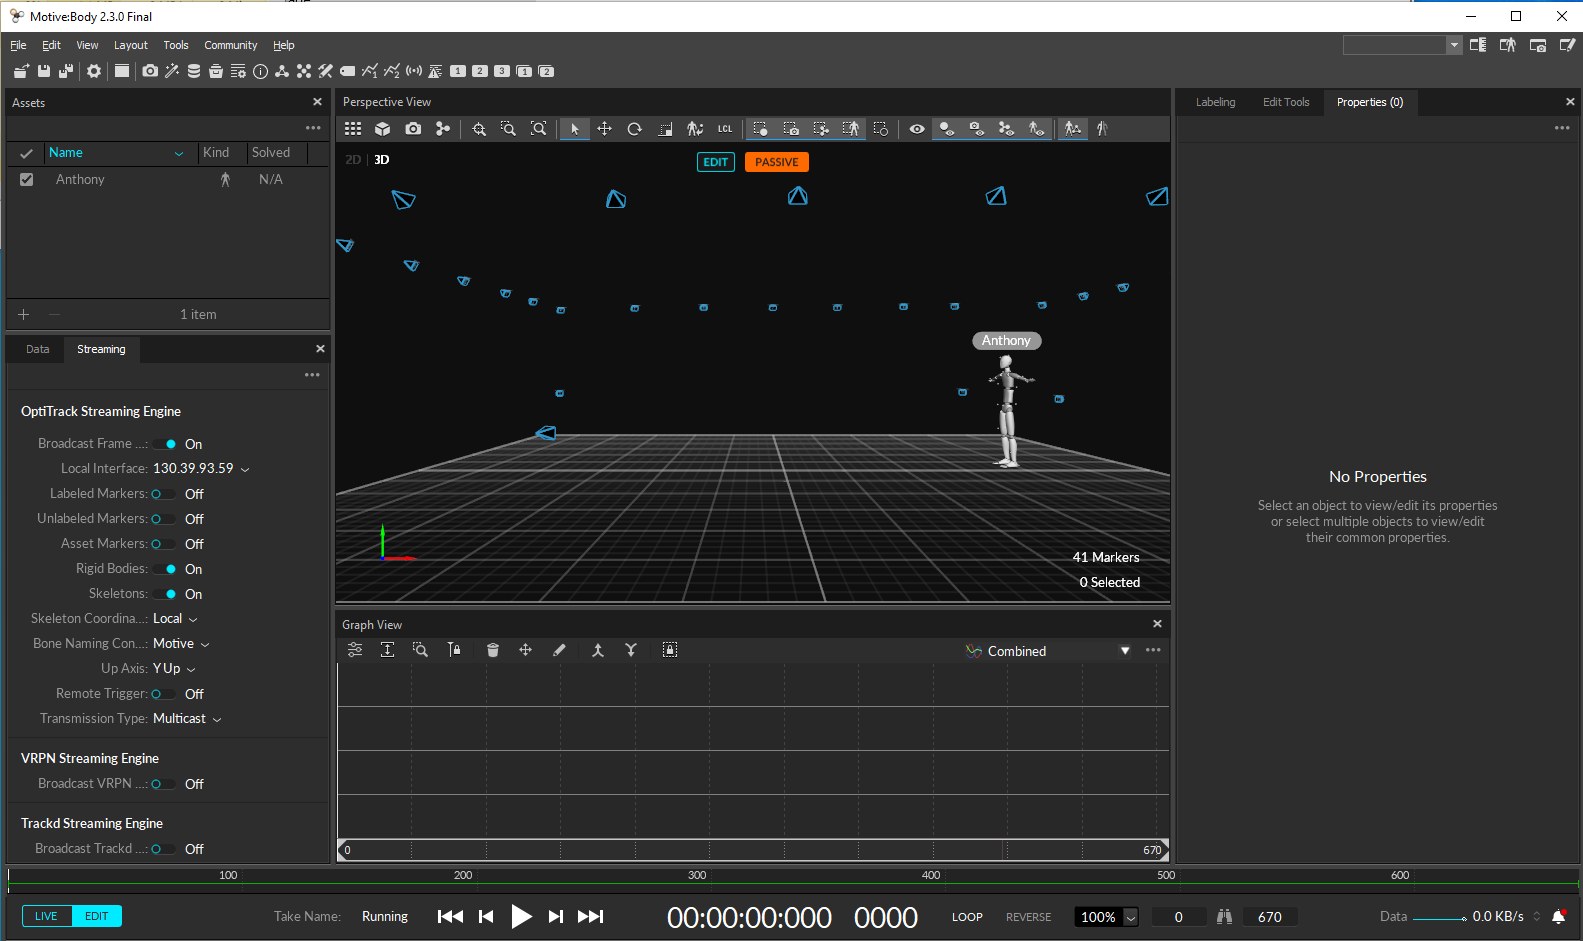 Motive:Body 2.3.0 Final
File Edit View Layout Tools Community Help
1 2 3 1 2
Assets
Name Kind Solved
Anthony N/A
1 item
Data Streaming
OptiTrack Streaming Engine
Broadcast Frame ...: On
Local Interface: 130.39.93.59
Labeled Markers: Off
Unlabeled Markers: Off
Asset Markers: Off
Rigid Bodies: On
Skeletons: On
Skeleton Coordina...: Local
Bone Naming Con...: Motive
Up Axis: Y Up
Remote Trigger: Off
Transmission Type: Multicast
VRPN Streaming Engine
Broadcast VRPN ...: Off
Trackd Streaming Engine
Broadcast Trackd ...: Off
Perspective View
LCL
2D 3D
EDIT PASSIVE
Anthony
41 Markers
0 Selected
Graph View
Combined
0 670
Labeling Edit Tools Properties (0)
No Properties
Select an object to view/edit its properties
or select multiple objects to view/edit
their common properties.
100 200 300 400 500 600
LIVE EDIT Take Name: Running 00:00:00:000 0000 LOOP REVERSE 100% 0 670 Data 0.0 KB/s